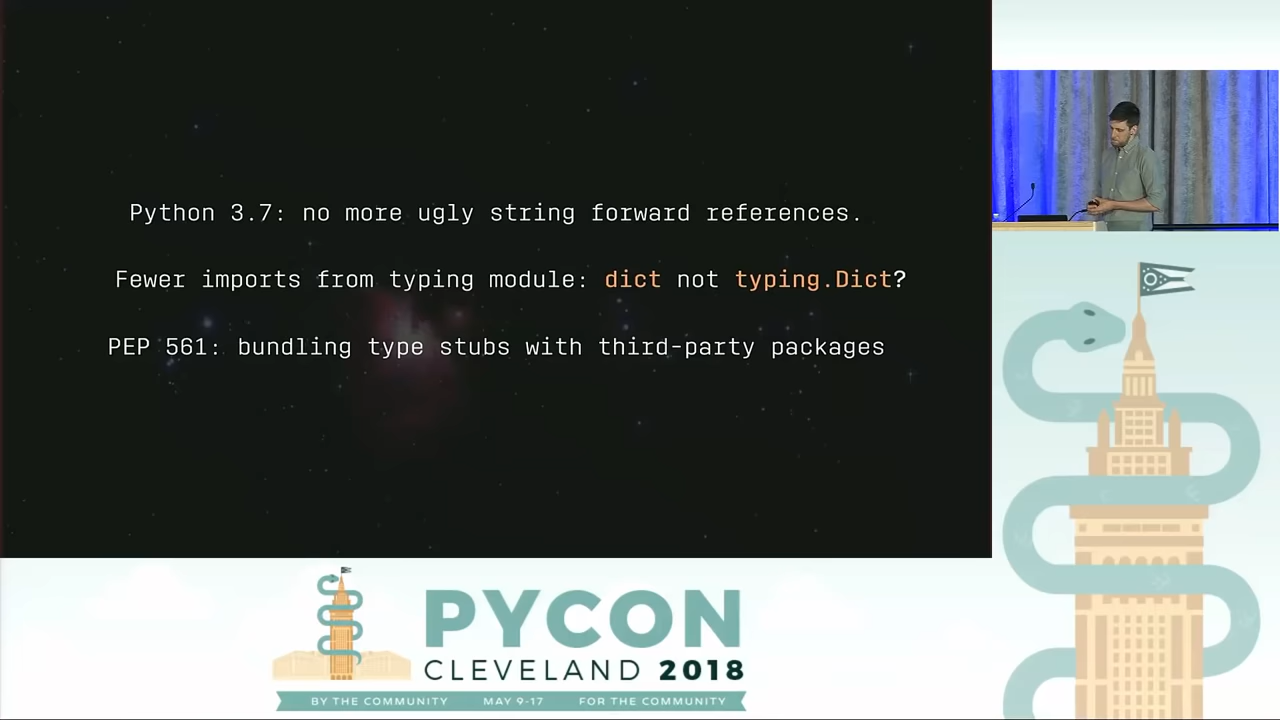 Python 3.7: no more ugly string forward references.
Fewer imports from typing module: dict not typing.Dict?
PEP 561: bundling type stubs with third-party packages
PYCON
CLEVELAND 2018
BY THE COMMUNITY MAY 9-17 FOR THE COMMUNITY